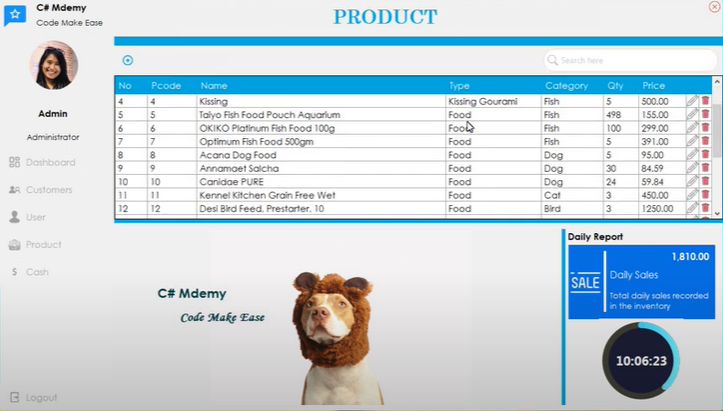 C# Mdemy
Code Make Ease
PRODUCT
Search here
Admin
Administrator
Dashboard
Customers
User
Product
Cash
Logout
No Pcode Name Type Category Qty Price
4 4 Kissing Kissing Gourami Fish 5 500.00
5 5 Taiyo Fish Food Pouch Aquarium Food Fish 498 155.00
6 6 OKIKO Platinum Fish Food 100g Food Fish 100 299.00
7 7 Optimum Fish Food 500gm Food Fish 5 391.00
8 8 Acana Dog Food Food Dog 5 95.00
9 9 Annamaet Salcha Food Dog 30 84.59
10 10 Canidae PURE Food Dog 24 59.84
11 11 Kennel Kitchen Grain Free Wet Food Cat 3 450.00
12 12 Desi Bird Feed, Prestarter, 10 Food Bird 3 1250.00
C# Mdemy
Code Make Ease
Daily Report
1,810.00
SALE
Daily Sales
Total daily sales recorded
in the inventory
10:06:23